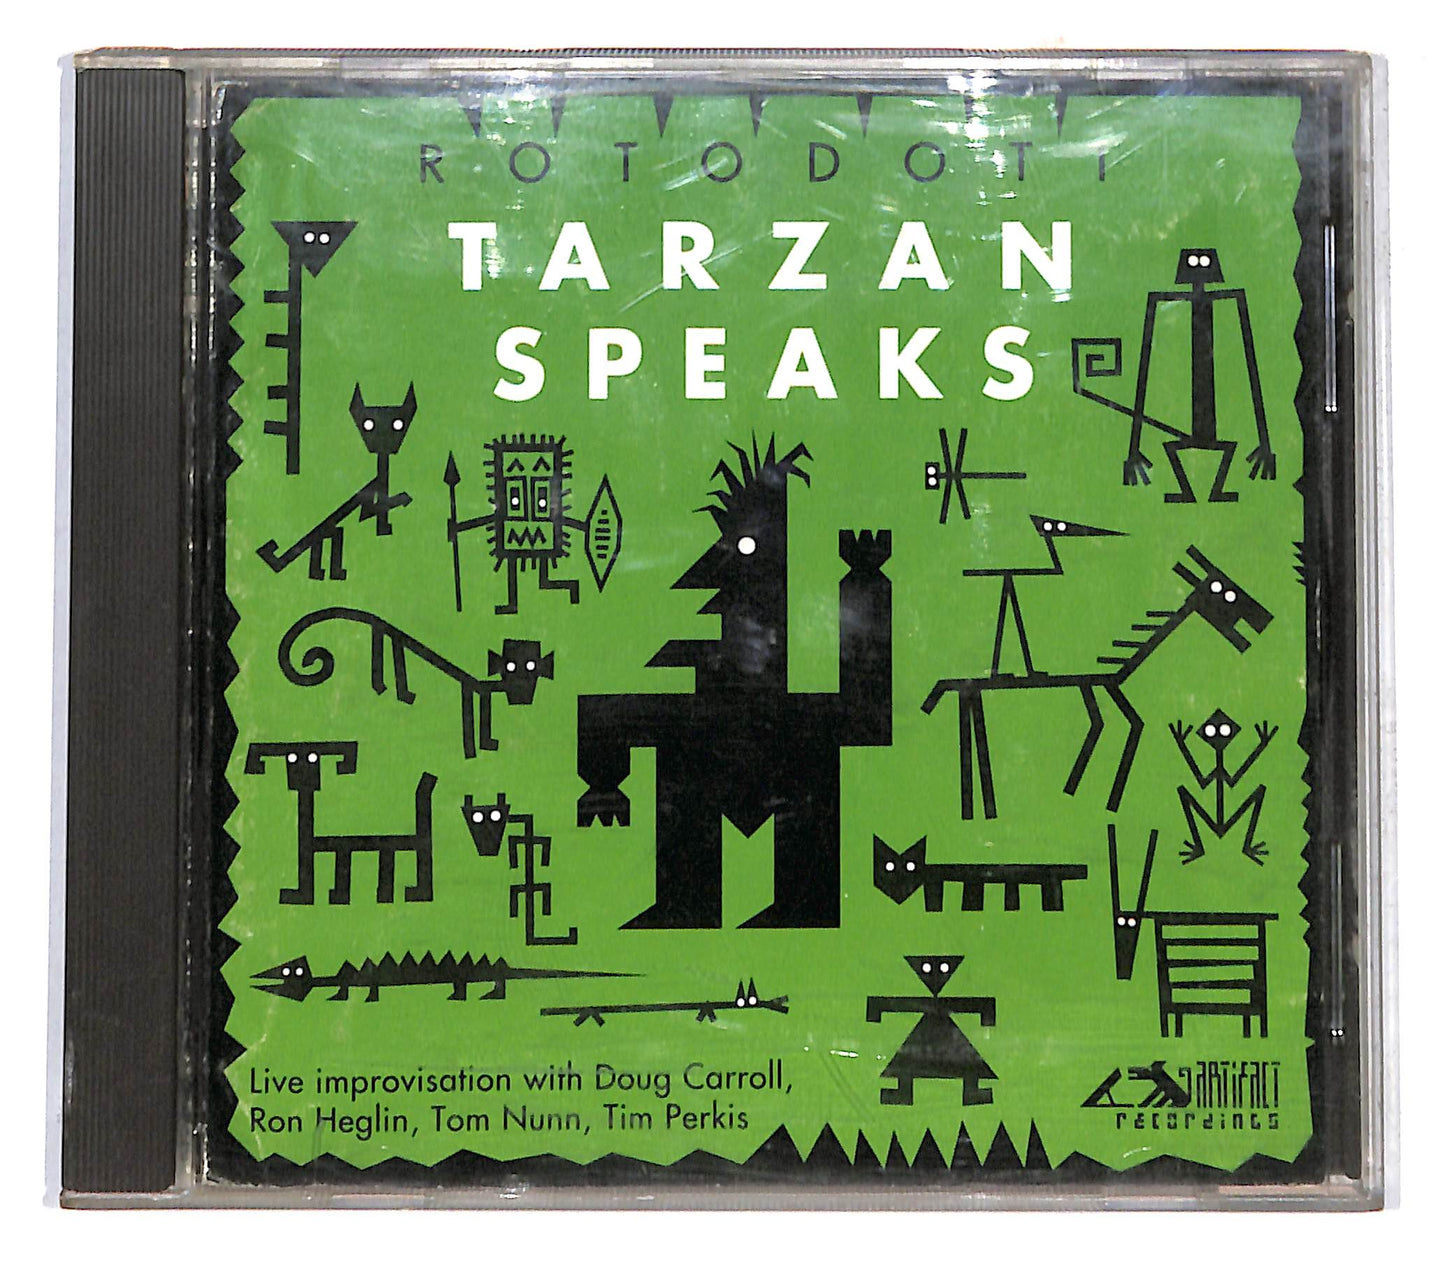 ROTODOTI
TARZAN
SPEAKS
Live improvisation with Doug Carroll,
Ron Heglin, Tom Nunn, Tim Perkis
ARTIFACT
RECORDINGS